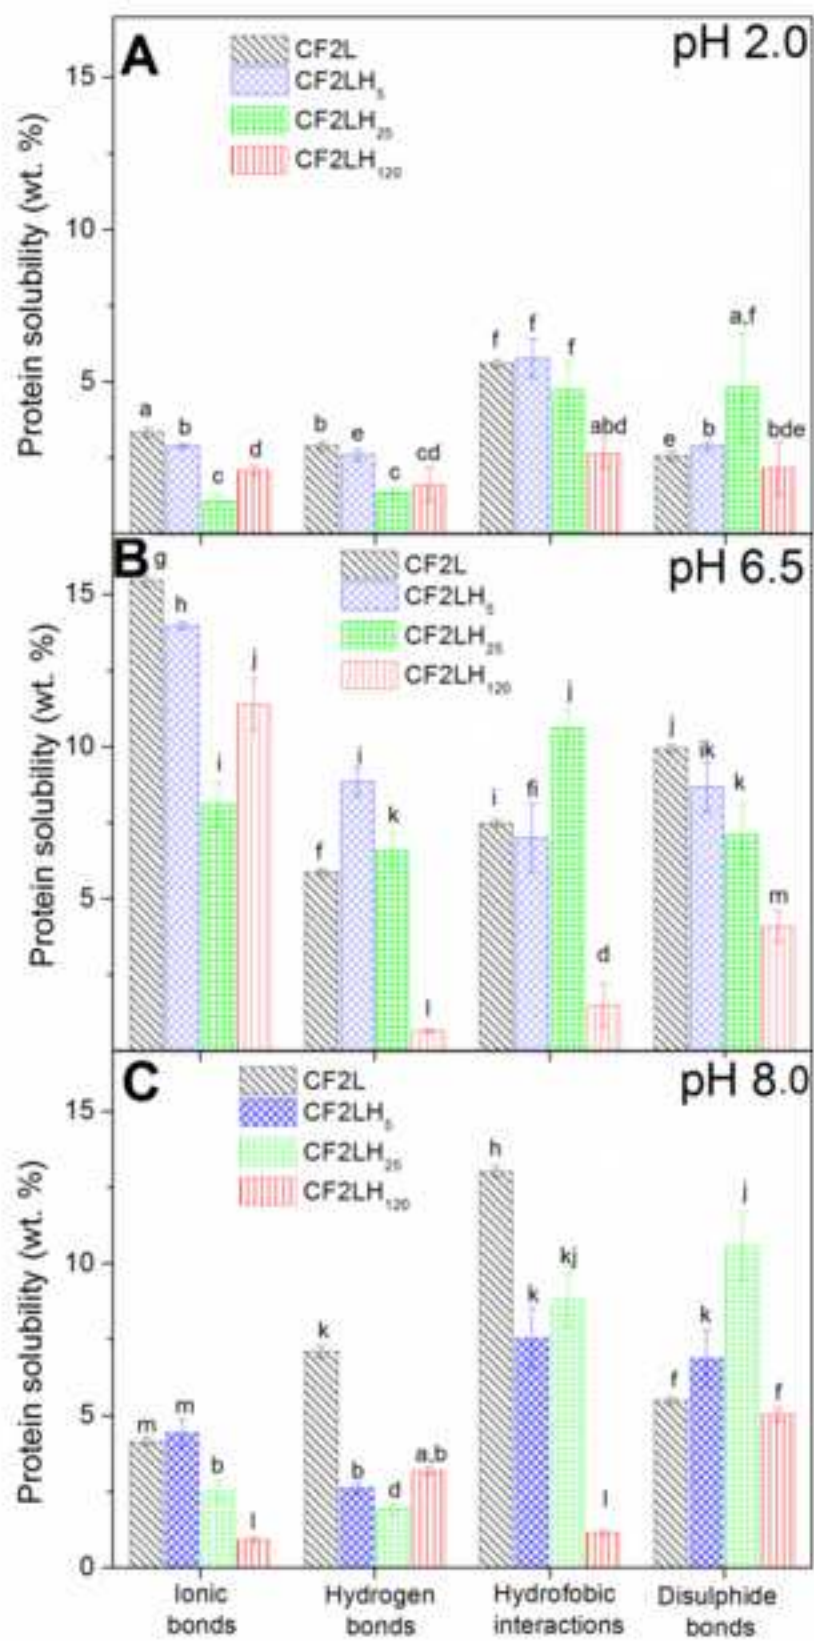 A
pH 2.0
CF2L
CF2LH5
CF2LH25
CF2LH120
Protein solubility (wt. %)
15
10
5
a
b
c
d
b
e
c
cd
f
f
f
abd
e
b
a,f
bde
B
pH 6.5
CF2L
CF2LH5
CF2LH25
CF2LH120
Protein solubility (wt. %)
15
10
5
g
h
i
j
f
i
k
l
i
fi
j
d
j
ik
k
m
C
pH 8.0
CF2L
CF2LH5
CF2LH25
CF2LH120
Protein solubility (wt. %)
15
10
5
0
m
m
b
l
k
b
d
a,b
h
k
kj
l
f
k
j
f
Ionic
bonds
Hydrogen
bonds
Hydrofobic
interactions
Disulphide
bonds